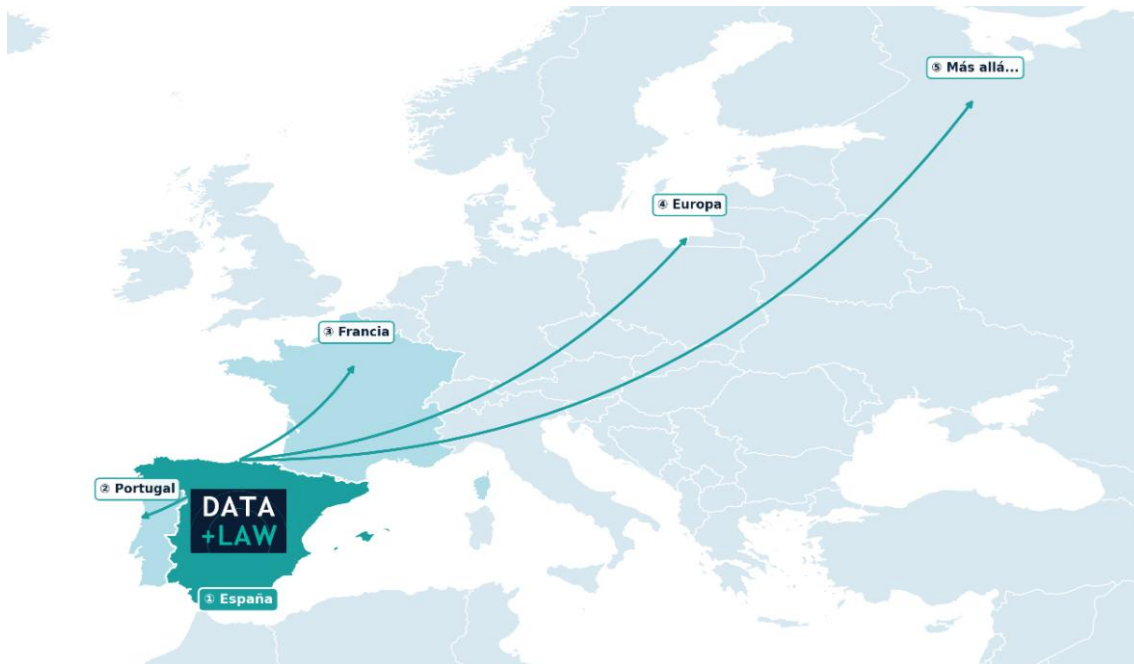 ⑤ Más allá...
④ Europa
③ Francia
② Portugal
DATA
+LAW
① España